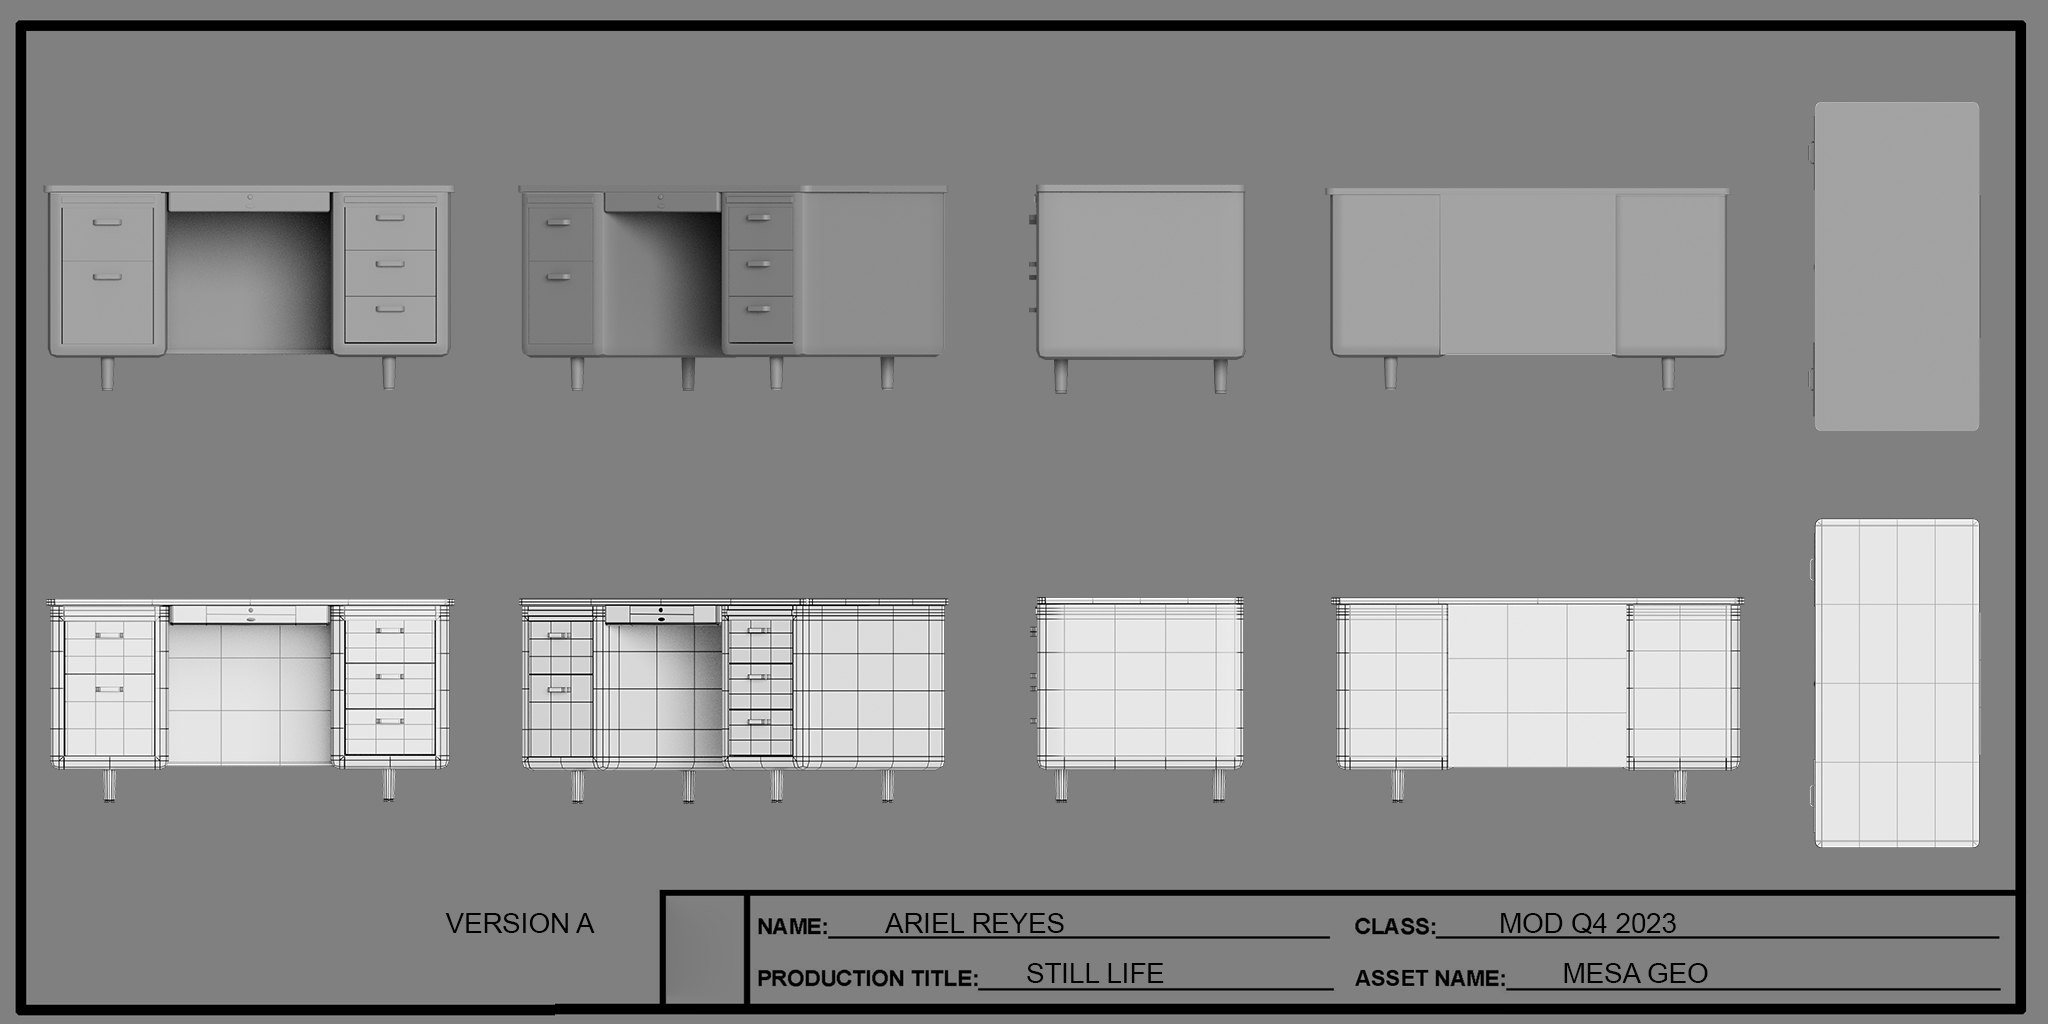 VERSION A
NAME: ARIEL REYES
CLASS: MOD Q4 2023
PRODUCTION TITLE: STILL LIFE
ASSET NAME: MESA GEO